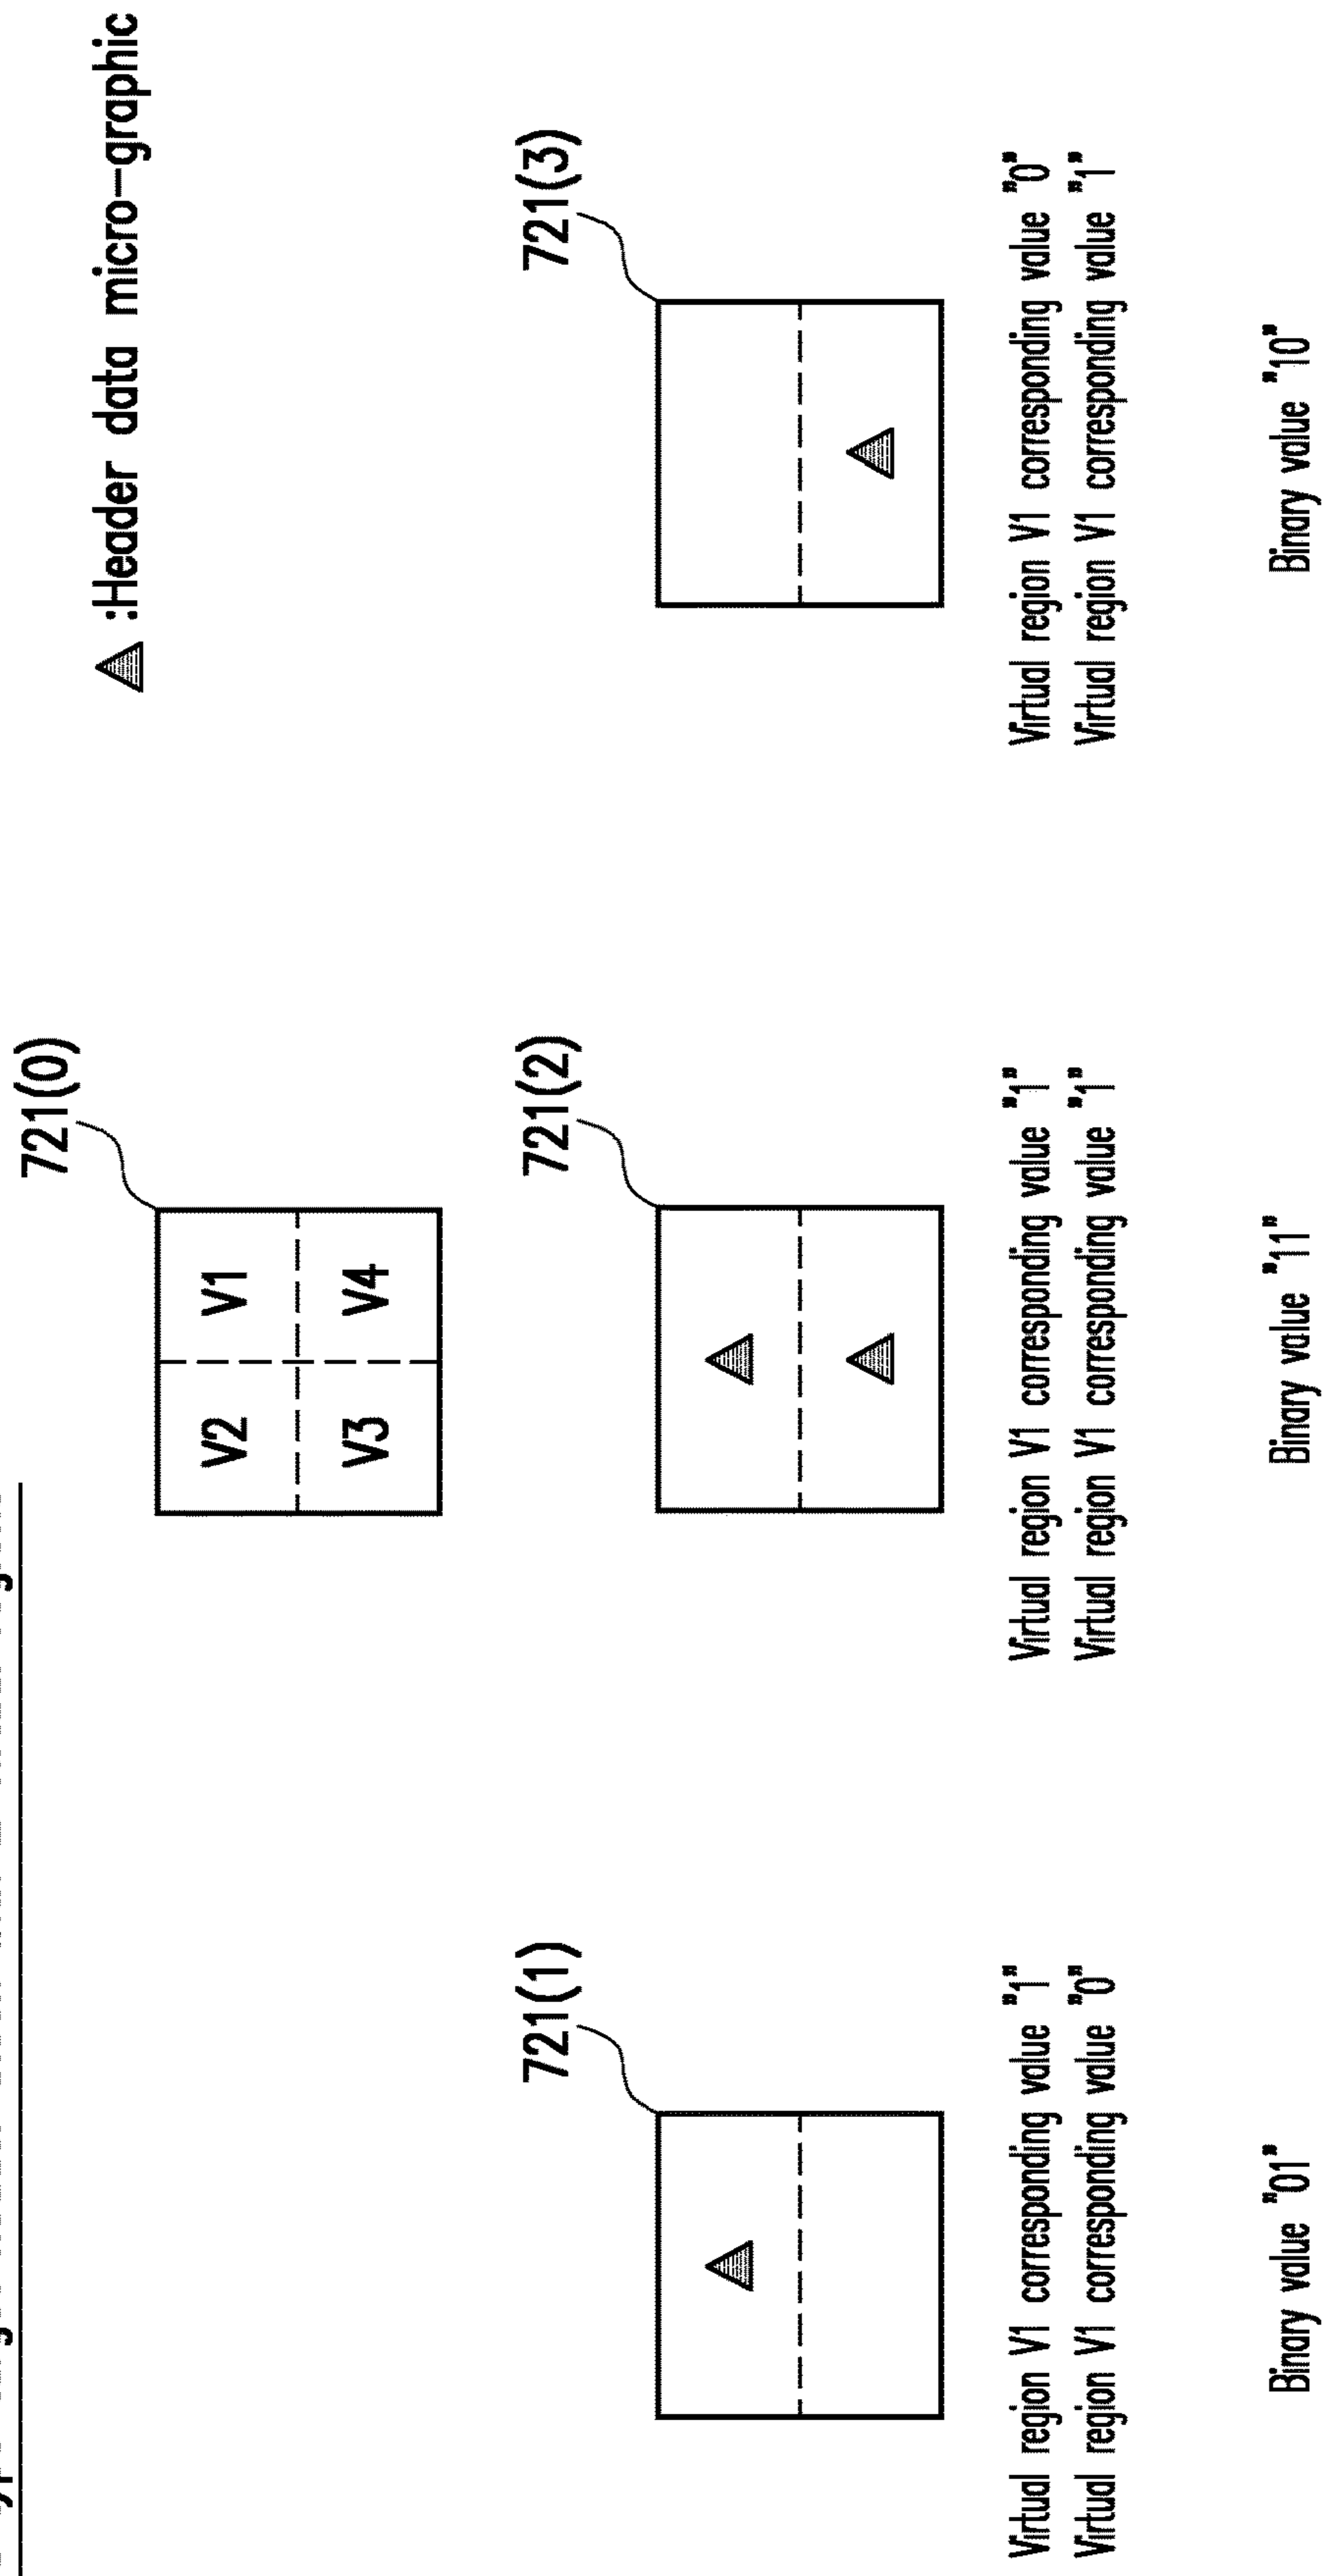 721(0)
:Header data micro-graphic
V2 V1
V3 V4
721(1)
721(2)
721(3)
Virtual region V1 corresponding value "1"
Virtual region V1 corresponding value "0"
Binary value "01"
Virtual region V1 corresponding value "1"
Virtual region V1 corresponding value "1"
Binary value "11"
Virtual region V1 corresponding value "0"
Virtual region V1 corresponding value "1"
Binary value "10"